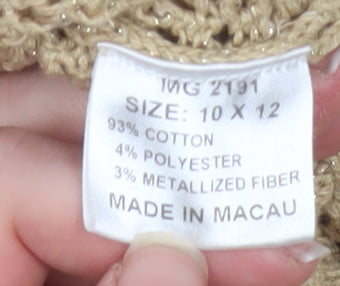 MG 2191
SIZE: 10 X 12
93% COTTON
4% POLYESTER
3% METALLIZED FIBER
MADE IN MACAU